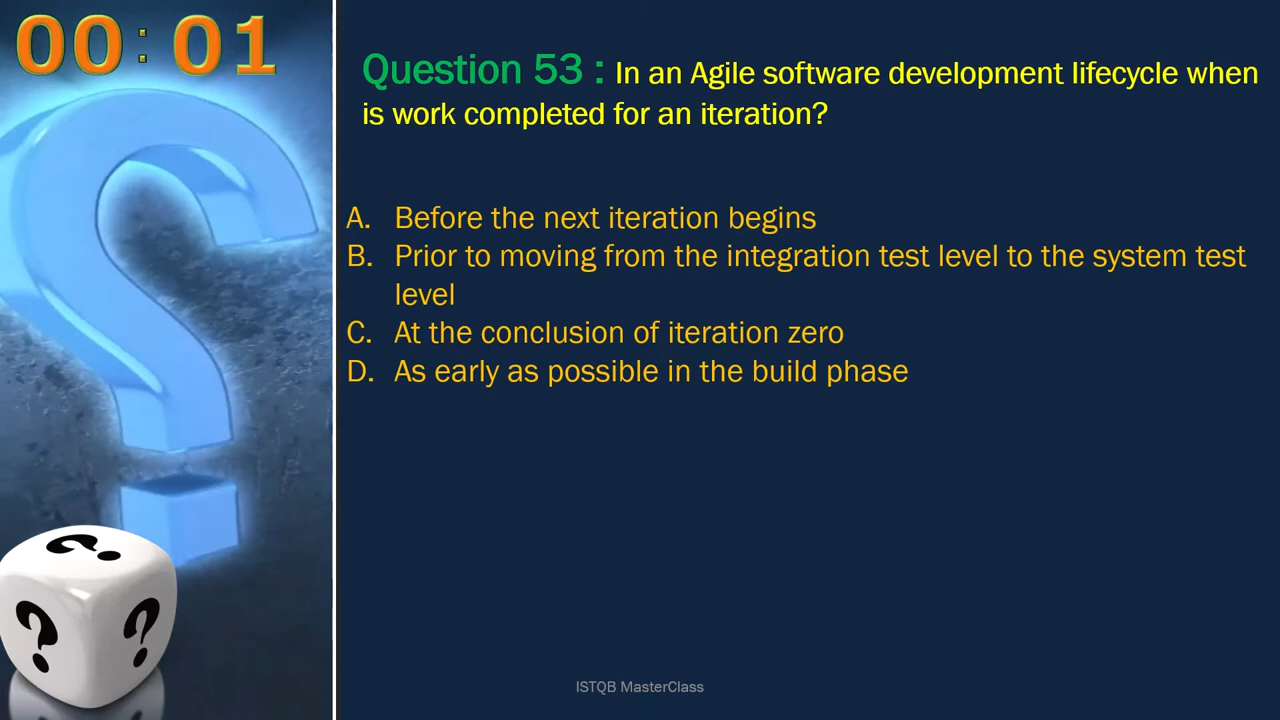 00:01
Question 53 : In an Agile software development lifecycle when
is work completed for an iteration?
A. Before the next iteration begins
B. Prior to moving from the integration test level to the system test
level
C. At the conclusion of iteration zero
D. As early as possible in the build phase
?
? ? ?
ISTQB MasterClass